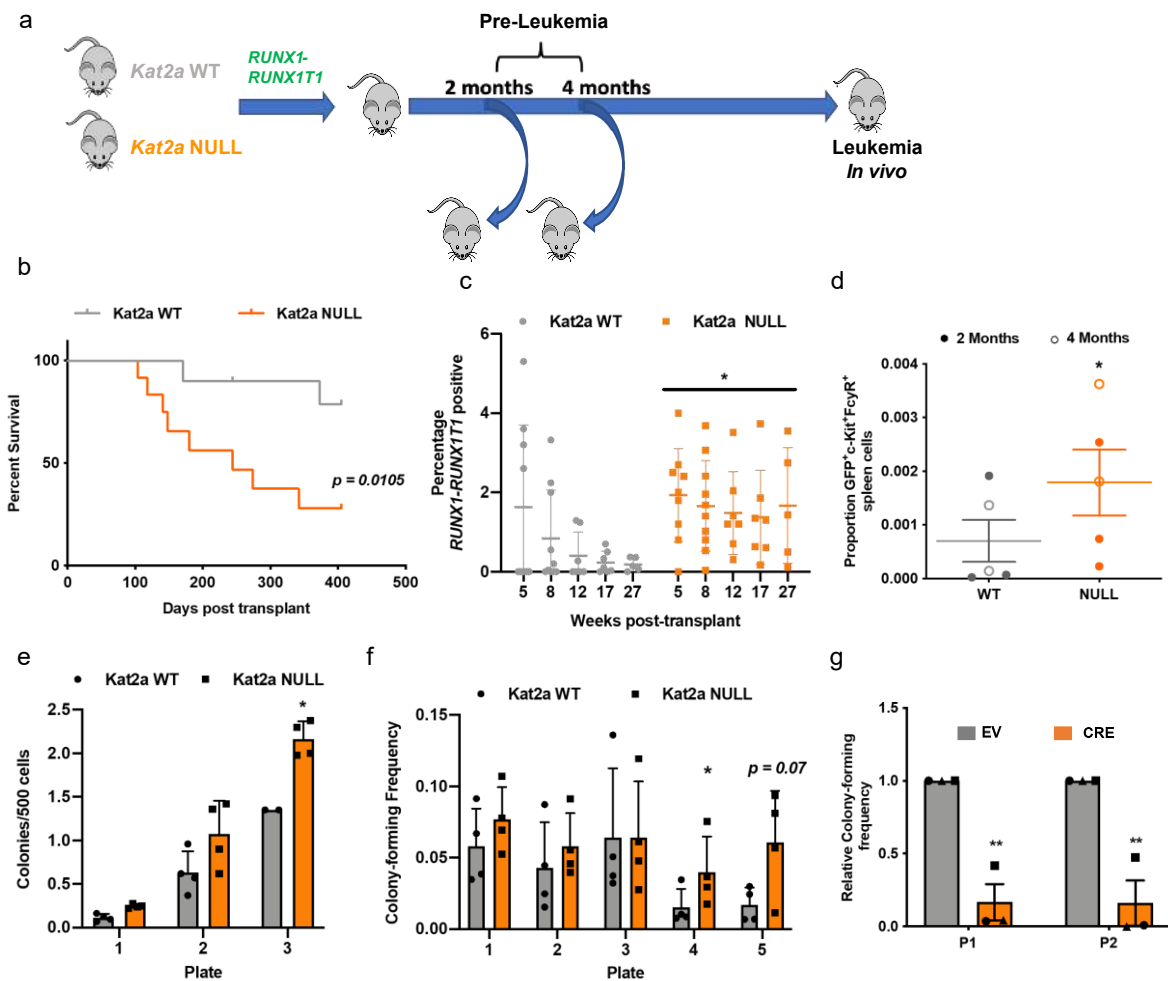 a
Pre-Leukemia
Kat2a WT
RUNX1-
RUNX1T1
2 months
4 months
Kat2a NULL
Leukemia
In vivo
b
Kat2a WT
Kat2a NULL
Percent Survival
100
50
0
p = 0.0105
0
100
200
300
400
500
Days post transplant
c
Kat2a WT
Kat2a NULL
Percentage
RUNX1-RUNX1T1 positive
6
4
2
0
*
5
8
12
17
27
5
8
12
17
27
Weeks post-transplant
d
2 Months
4 Months
Proportion GFP+c-Kit+FcγR+
spleen cells
0.004
0.003
0.002
0.001
0.000
*
WT
NULL
e
Kat2a WT
Kat2a NULL
Colonies/500 cells
2.5
2.0
1.5
1.0
0.5
0.0
*
1
2
3
Plate
f
Kat2a WT
Kat2a NULL
Colony-forming Frequency
0.15
0.10
0.05
0.00
*
p = 0.07
1
2
3
4
5
Plate
g
EV
CRE
Relative Colony-forming
frequency
1.5
1.0
0.5
0.0
**
**
P1
P2